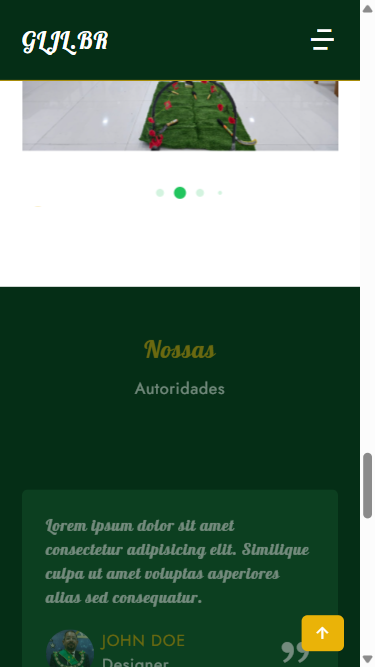 GLJL.BR
Nossas
Autoridades
Lorem ipsum dolor sit amet
consectetur adipisicing elit. Similique
culpa ut amet voluptas asperiores
alias sed consequatur.
JOHN DOE
Designer